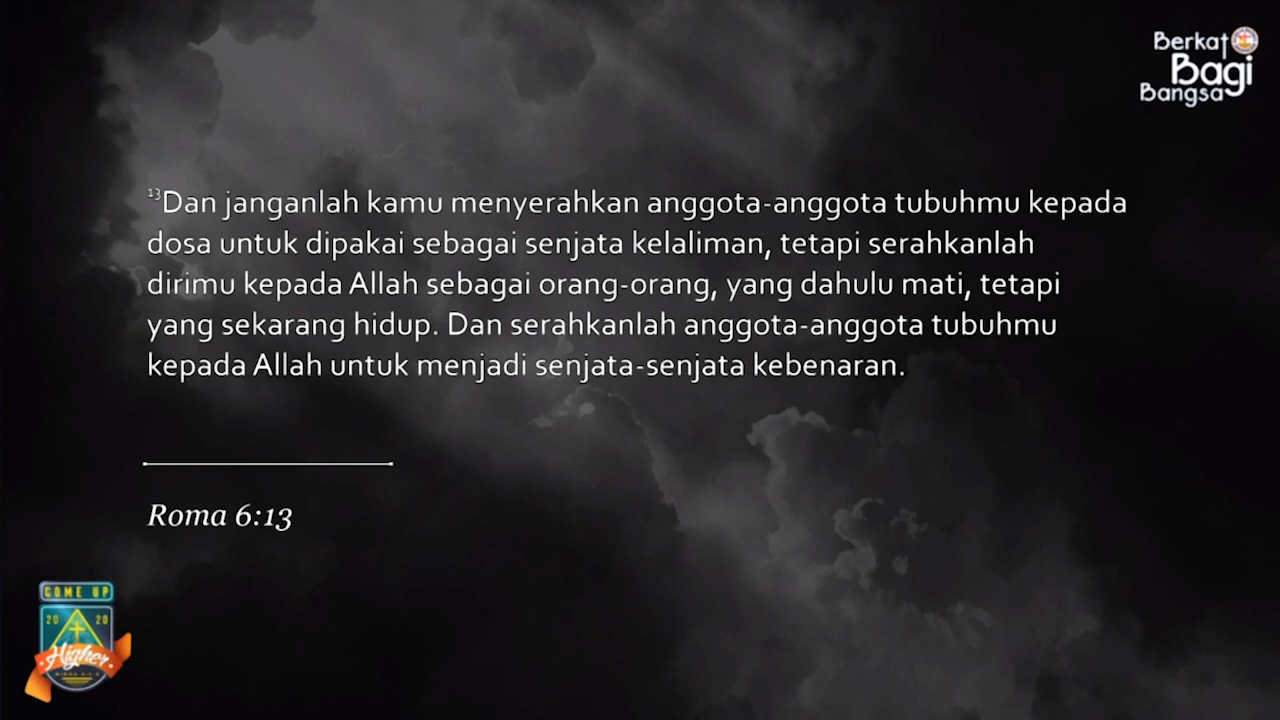 Berkat
Bagi
Bangsa
¹³Dan janganlah kamu menyerahkan anggota-anggota tubuhmu kepada
dosa untuk dipakai sebagai senjata kelaliman, tetapi serahkanlah
dirimu kepada Allah sebagai orang-orang, yang dahulu mati, tetapi
yang sekarang hidup. Dan serahkanlah anggota-anggota tubuhmu
kepada Allah untuk menjadi senjata-senjata kebenaran.
Roma 6:13
COME UP
20 20
Higher